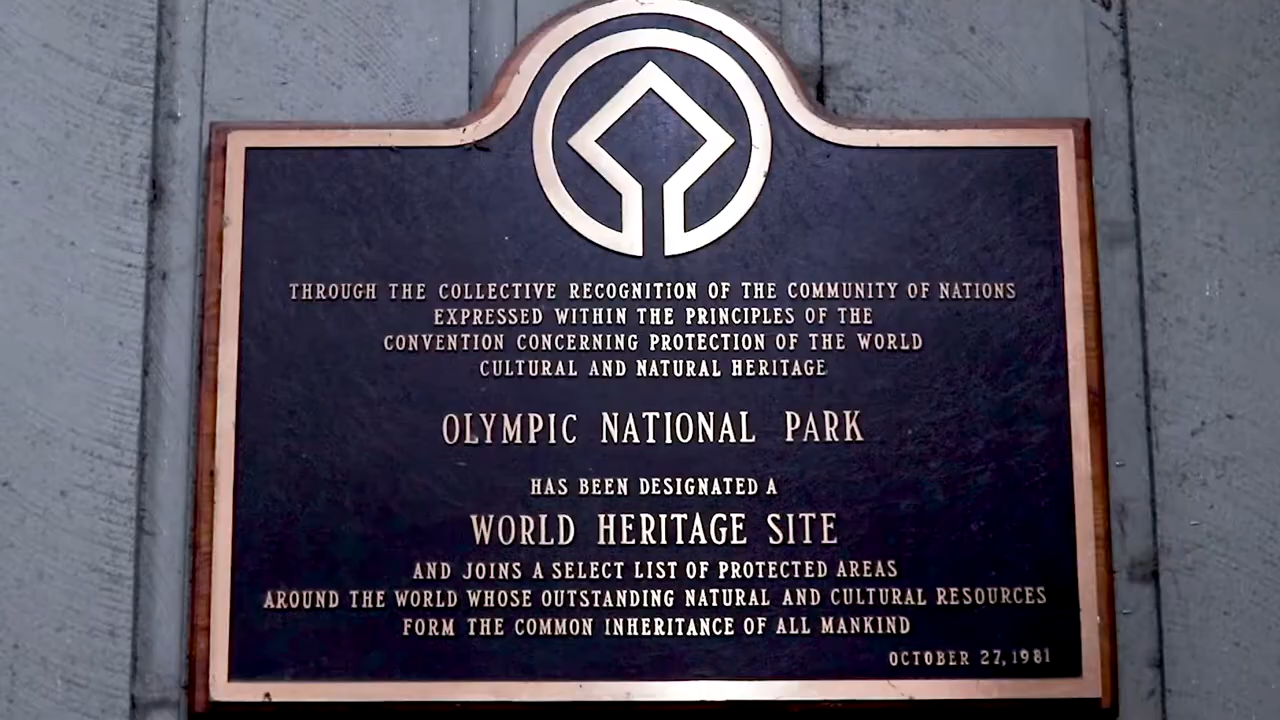 THROUGH THE COLLECTIVE RECOGNITION OF THE COMMUNITY OF NATIONS
EXPRESSED WITHIN THE PRINCIPLES OF THE
CONVENTION CONCERNING PROTECTION OF THE WORLD
CULTURAL AND NATURAL HERITAGE
OLYMPIC NATIONAL PARK
HAS BEEN DESIGNATED A
WORLD HERITAGE SITE
AND JOINS A SELECT LIST OF PROTECTED AREAS
AROUND THE WORLD WHOSE OUTSTANDING NATURAL AND CULTURAL RESOURCES
FORM THE COMMON INHERITANCE OF ALL MANKIND
OCTOBER 27, 1981